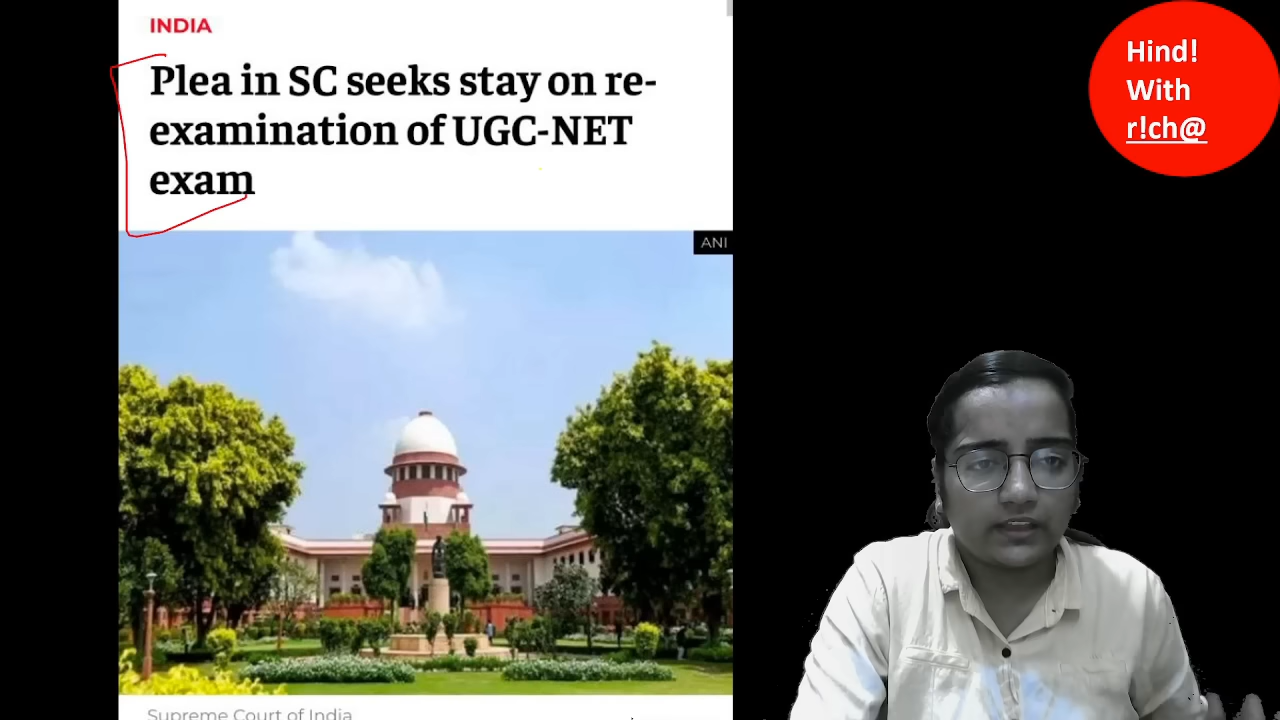 INDIA
Plea in SC seeks stay on re-
examination of UGC-NET
exam
ANI
Supreme Court of India
Hind!
With
r!ch@